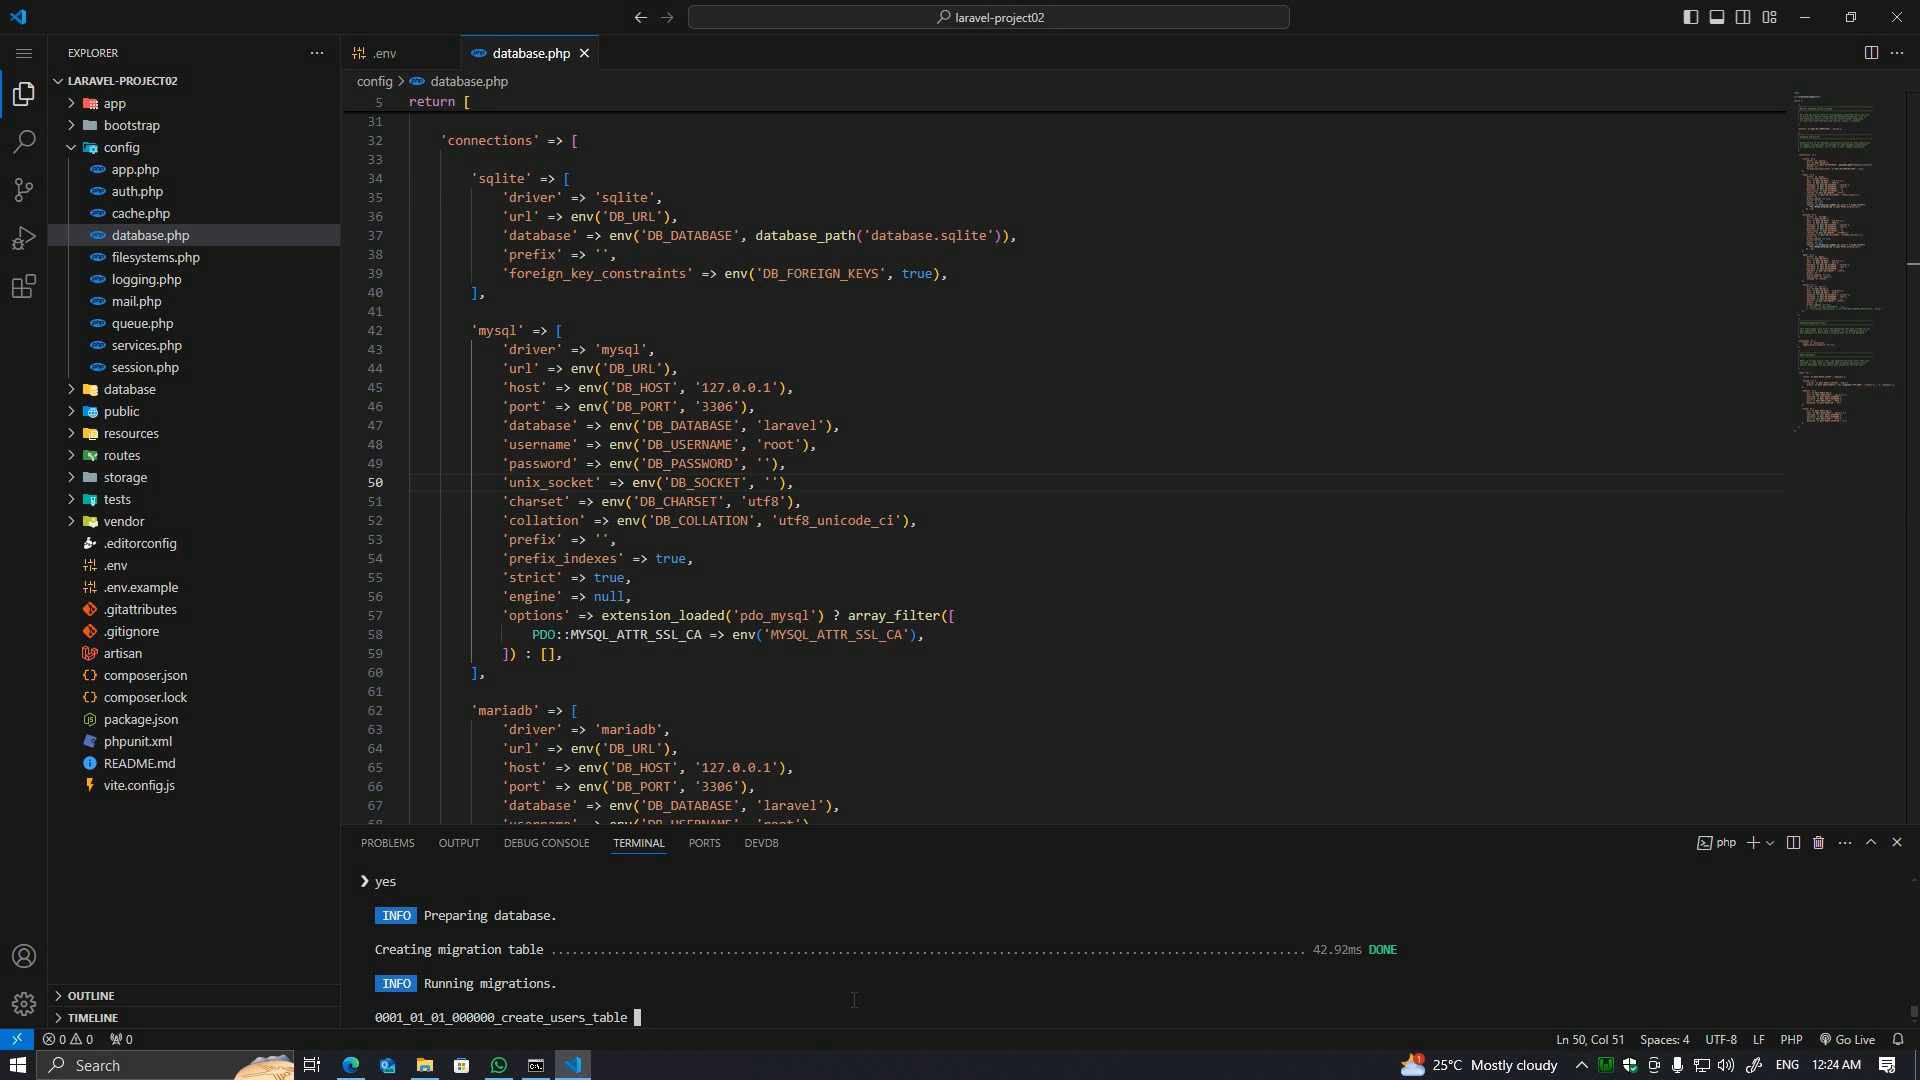 laravel-project02
EXPLORER
LARAVEL-PROJECT02
app
bootstrap
config
app.php
auth.php
cache.php
database.php
filesystems.php
logging.php
mail.php
queue.php
services.php
session.php
database
public
resources
routes
storage
tests
vendor
.editorconfig
.env
.env.example
.gitattributes
.gitignore
artisan
composer.json
composer.lock
package.json
phpunit.xml
README.md
vite.config.js
OUTLINE
TIMELINE
.env
database.php
config > database.php
5 return [
31
32 'connections' => [
33
34 'sqlite' => [
35 'driver' => 'sqlite',
36 'url' => env('DB_URL'),
37 'database' => env('DB_DATABASE', database_path('database.sqlite')),
38 'prefix' => '',
39 'foreign_key_constraints' => env('DB_FOREIGN_KEYS', true),
40 ],
41
42 'mysql' => [
43 'driver' => 'mysql',
44 'url' => env('DB_URL'),
45 'host' => env('DB_HOST', '127.0.0.1'),
46 'port' => env('DB_PORT', '3306'),
47 'database' => env('DB_DATABASE', 'laravel'),
48 'username' => env('DB_USERNAME', 'root'),
49 'password' => env('DB_PASSWORD', ''),
50 'unix_socket' => env('DB_SOCKET', ''),
51 'charset' => env('DB_CHARSET', 'utf8'),
52 'collation' => env('DB_COLLATION', 'utf8_unicode_ci'),
53 'prefix' => '',
54 'prefix_indexes' => true,
55 'strict' => true,
56 'engine' => null,
57 'options' => extension_loaded('pdo_mysql') ? array_filter([
58 PDO::MYSQL_ATTR_SSL_CA => env('MYSQL_ATTR_SSL_CA'),
59 ]) : [],
60 ],
61
62 'mariadb' => [
63 'driver' => 'mariadb',
64 'url' => env('DB_URL'),
65 'host' => env('DB_HOST', '127.0.0.1'),
66 'port' => env('DB_PORT', '3306'),
67 'database' => env('DB_DATABASE', 'laravel'),
PROBLEMS OUTPUT DEBUG CONSOLE TERMINAL PORTS DEVDB
php
❯ yes
INFO Preparing database.
Creating migration table ........................................................................................................... 42.92ms DONE
INFO Running migrations.
0001_01_01_000000_create_users_table
0 0 0
Ln 50, Col 51 Spaces: 4 UTF-8 LF PHP Go Live
Search
1 25°C Mostly cloudy ENG 12:24 AM